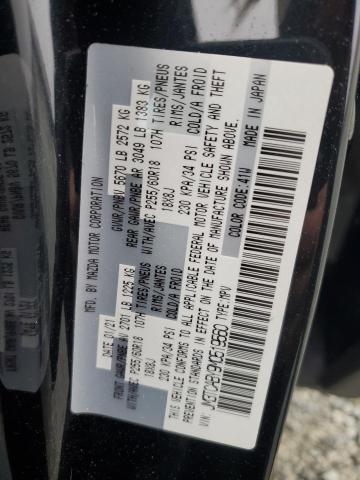 MFD. BY MAZDA MOTOR CORPORATION
01/21 GVWR/PNBV 5670 LB 2572 KG
FRONT GAWR/PNBE AV 2701 LB 1225 KG REAR GAWR/PNBE AR 3049 LB 1383 KG
WITH/AVEC P255/60R18 107H TIRES/PNEUS WITH/AVEC P255/60R18 107H TIRES/PNEUS
18X8J RIMS/JANTES 18X8J RIMS/JANTES
230 KPA/34 PSI COLD/A FROID 230 KPA/34 PSI COLD/A FROID
THIS VEHICLE CONFORMS TO ALL APPLICABLE FEDERAL MOTOR VEHICLE SAFETY AND THEFT
PREVENTION STANDARDS IN EFFECT ON THE DATE OF MANUFACTURE SHOWN ABOVE.
TYPE:MPV COLOR CODE:41W MADE IN JAPAN